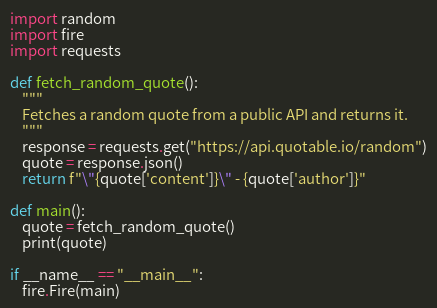 import random
import fire
import requests

def fetch_random_quote():
    """
    Fetches a random quote from a public API and returns it.
    """
    response = requests.get("https://api.quotable.io/random")
    quote = response.json()
    return f"\"{quote['content']}\" - {quote['author']}"

def main():
    quote = fetch_random_quote()
    print(quote)

if __name__ == "__main__":
    fire.Fire(main)